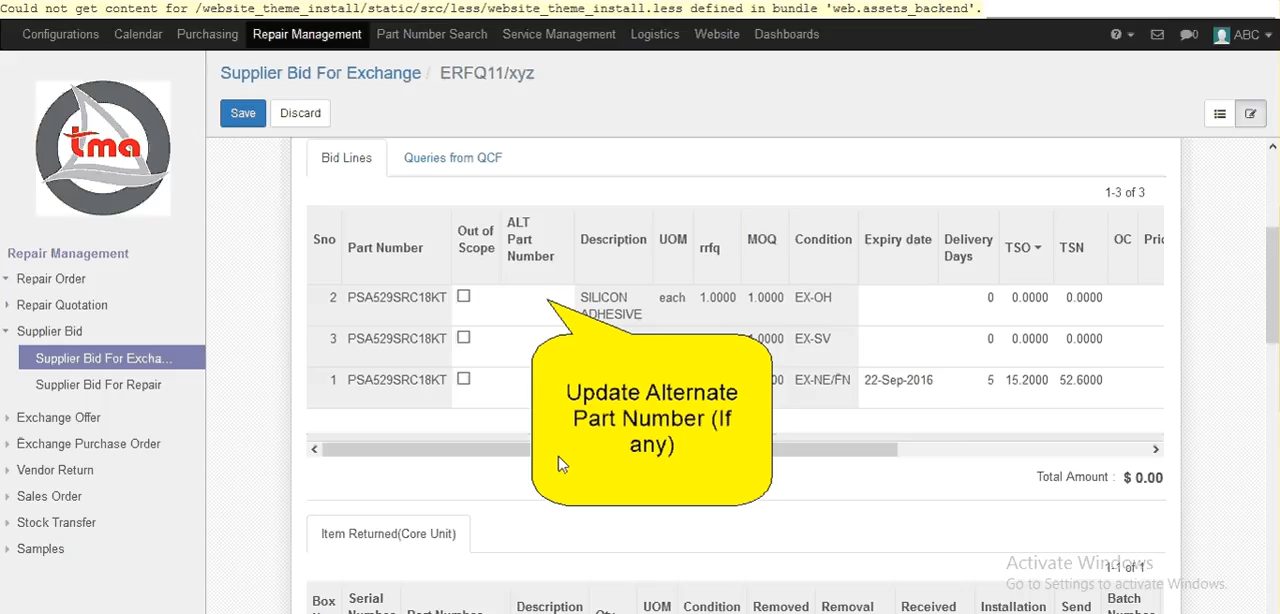 Could not get content for /website_theme_install/static/src/less/website_theme_install.less defined in bundle 'web.assets_backend'.
Configurations Calendar Purchasing Repair Management Part Number Search Service Management Logistics Website Dashboards 0 ABC
tma
Supplier Bid For Exchange / ERFQ11/xyz
Save Discard
Repair Management
Repair Order
Repair Quotation
Supplier Bid
Supplier Bid For Excha...
Supplier Bid For Repair
Exchange Offer
Exchange Purchase Order
Vendor Return
Sales Order
Stock Transfer
Samples
Bid Lines Queries from QCF
1-3 of 3
Sno Part Number Out of Scope ALT Part Number Description UOM rrfq MOQ Condition Expiry date Delivery Days TSO TSN OC
2 PSA529SRC18KT SILICON ADHESIVE each 1.0000 1.0000 EX-OH 0 0.0000 0.0000
3 PSA529SRC18KT EX-SV 0 0.0000 0.0000
1 PSA529SRC18KT EX-NE/FN 22-Sep-2016 5 15.2000 52.6000
Update Alternate
Part Number (If
any)
Total Amount : $ 0.00
Item Returned(Core Unit)
1-1 of 1
Box Serial Description UOM Condition Removed Removal Received Installation Send Batch
Activate Windows
Go to Settings to activate Windows.